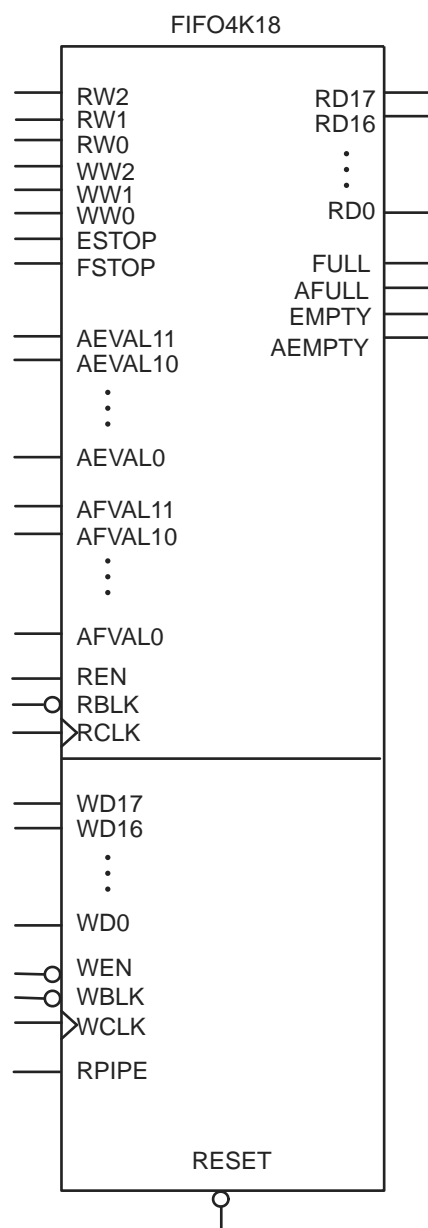 FIFO4K18
RW2
RW1
RW0
WW2
WW1
WW0
ESTOP
FSTOP
AEVAL11
AEVAL10
AEVAL0
AFVAL11
AFVAL10
AFVAL0
REN
RBLK
RCLK
RD17
RD16
RD0
FULL
AFULL
EMPTY
AEMPTY
WD17
WD16
WD0
WEN
WBLK
WCLK
RPIPE
RESET